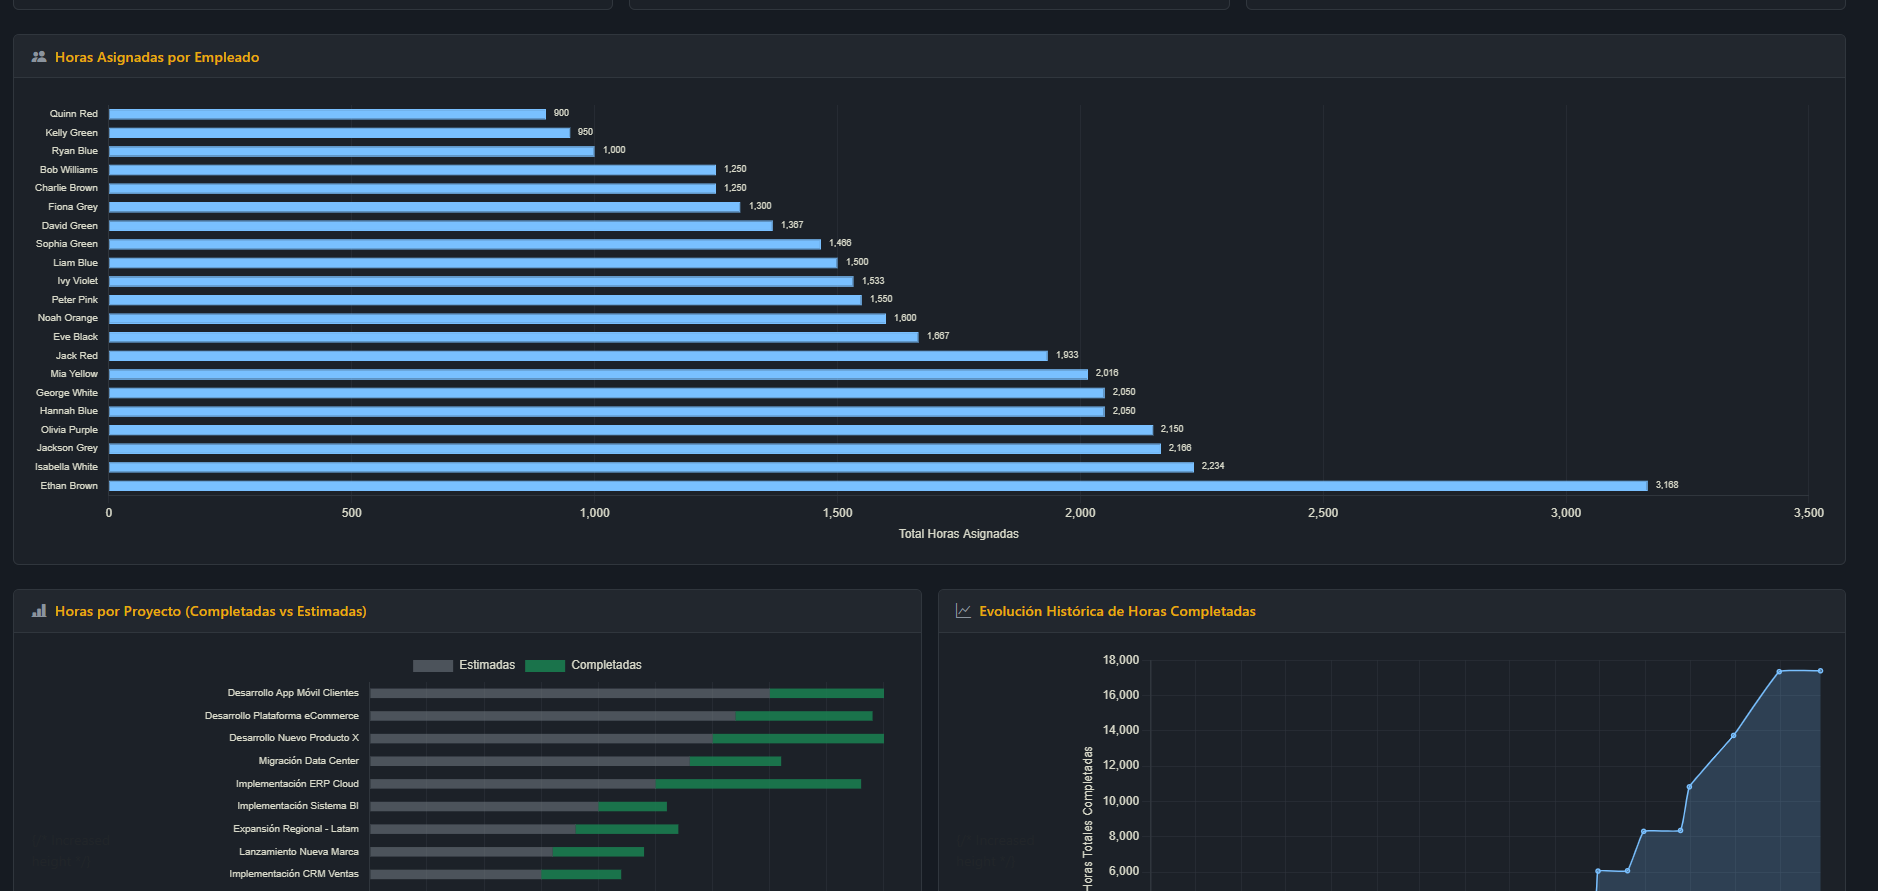 Horas Asignadas por Empleado
Quinn Red 900
Kelly Green 950
Ryan Blue 1,000
Bob Williams 1,250
Charlie Brown 1,250
Fiona Grey 1,300
David Green 1,367
Sophia Green 1,466
Liam Blue 1,500
Ivy Violet 1,533
Peter Pink 1,550
Noah Orange 1,600
Eve Black 1,667
Jack Red 1,933
Mia Yellow 2,016
George White 2,050
Hannah Blue 2,050
Olivia Purple 2,150
Jackson Grey 2,166
Isabella White 2,234
Ethan Brown 3,168
0 500 1,000 1,500 2,000 2,500 3,000 3,500
Total Horas Asignadas
Horas por Proyecto (Completadas vs Estimadas)
Estimadas Completadas
Desarrollo App Móvil Clientes
Desarrollo Plataforma eCommerce
Desarrollo Nuevo Producto X
Migración Data Center
Implementación ERP Cloud
Implementación Sistema BI
Expansión Regional - Latam
Lanzamiento Nueva Marca
Implementación CRM Ventas
Evolución Histórica de Horas Completadas
18,000
16,000
14,000
12,000
10,000
8,000
6,000
Horas Totales Completadas